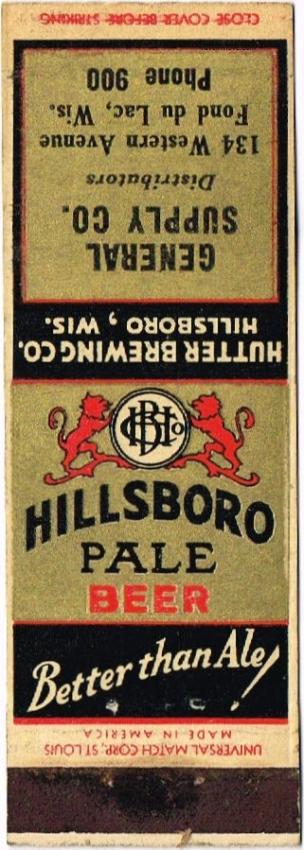 CLOSE COVER BEFORE STRIKING
GENERAL
SUPPLY CO.
Distributors
134 Western Avenue
Fond du Lac, Wis.
Phone 900
HUTTER BREWING CO.
HILLSBORO, WIS.
HBCo
HILLSBORO
PALE
BEER
Better than Ale!
MADE IN AMERICA
UNIVERSAL MATCH CORP. ST. LOUIS